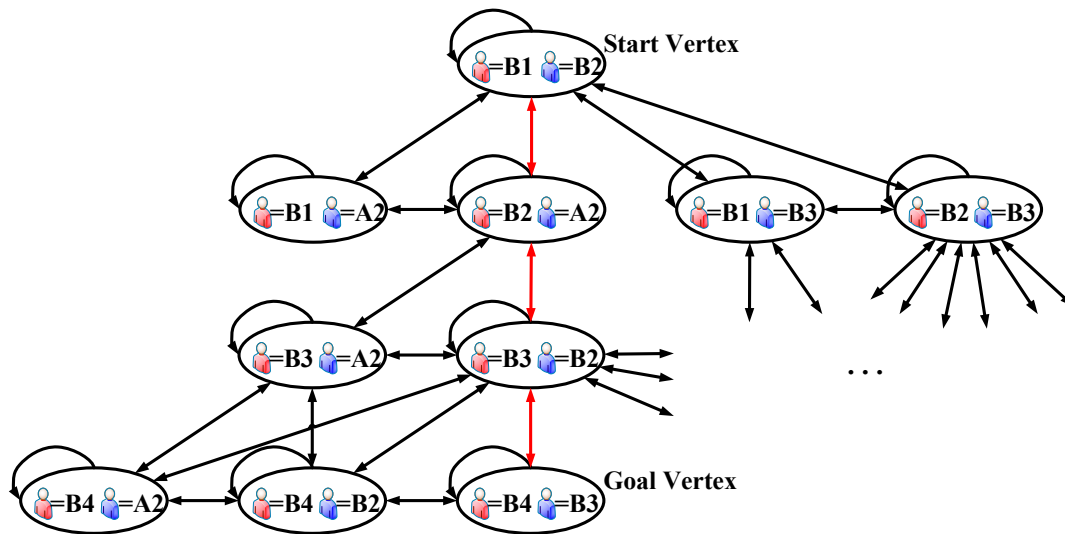 Start Vertex
=B1 =B2
=B1 =A2
=B2 =A2
=B1 =B3
=B2 =B3
=B3 =A2
=B3 =B2
...
Goal Vertex
=B4 =A2
=B4 =B2
=B4 =B3